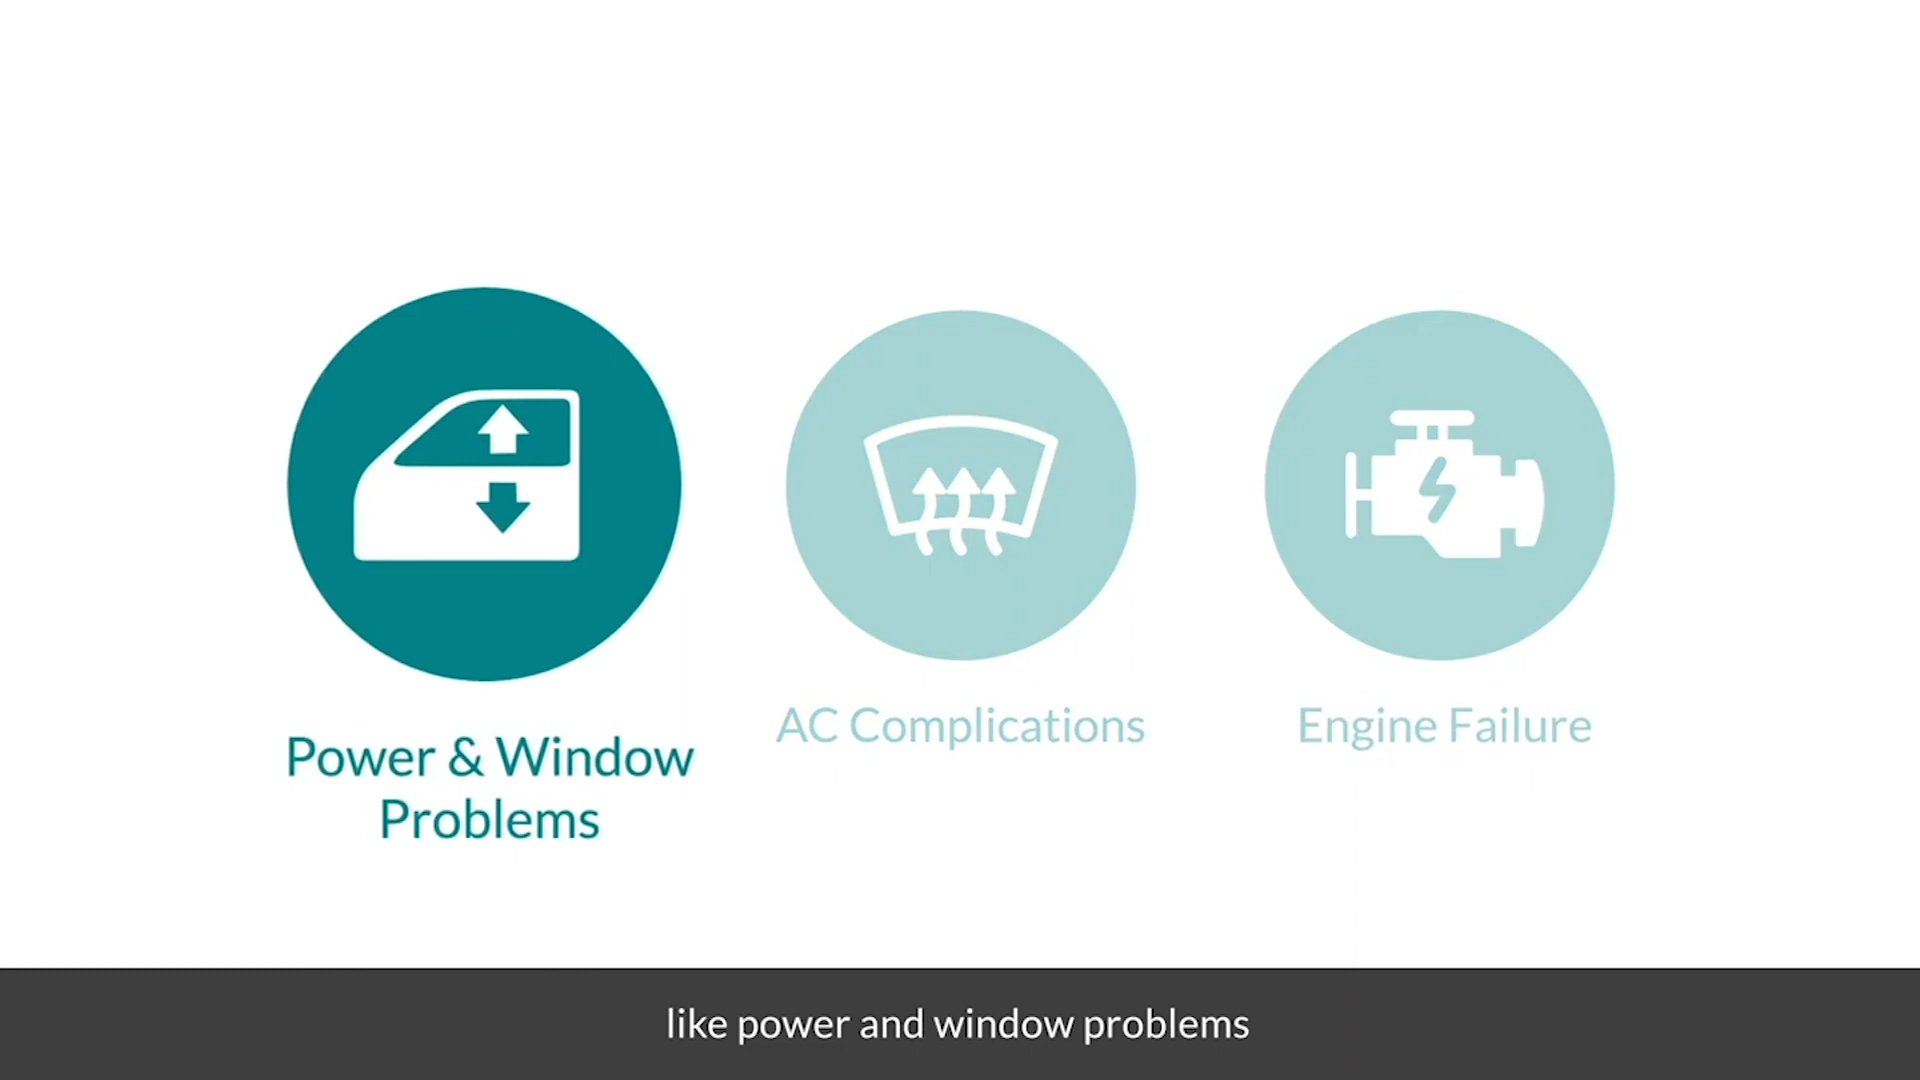 Power & Window
Problems
AC Complications
Engine Failure
like power and window problems